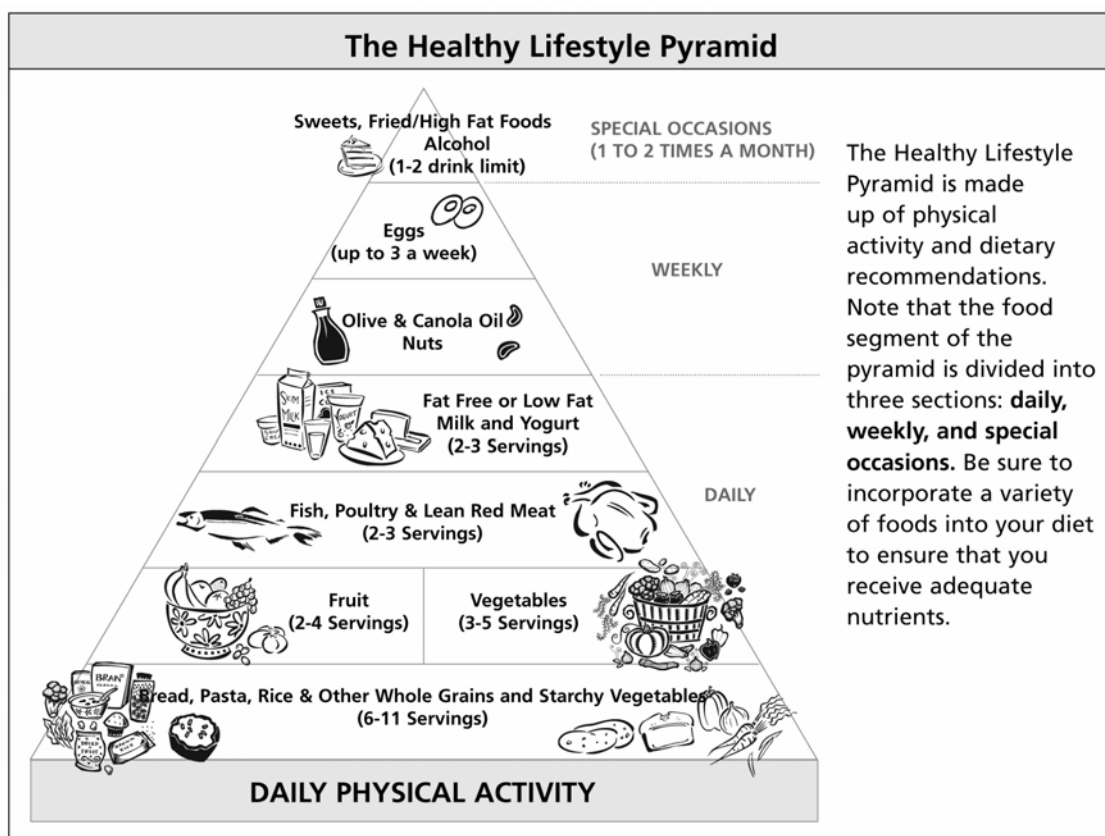 The Healthy Lifestyle Pyramid
Sweets, Fried/High Fat Foods
Alcohol
(1-2 drink limit)
SPECIAL OCCASIONS
(1 TO 2 TIMES A MONTH)
Eggs
(up to 3 a week)
WEEKLY
Olive & Canola Oil
Nuts
SKIM
MILK
YOGURT
Fat Free or Low Fat
Milk and Yogurt
(2-3 Servings)
Fish, Poultry & Lean Red Meat
(2-3 Servings)
DAILY
Fruit
(2-4 Servings)
Vegetables
(3-5 Servings)
BRAN
Bread, Pasta, Rice & Other Whole Grains and Starchy Vegetables
(6-11 Servings)
DAILY PHYSICAL ACTIVITY
The Healthy Lifestyle
Pyramid is made
up of physical
activity and dietary
recommendations.
Note that the food
segment of the
pyramid is divided into
three sections: daily,
weekly, and special
occasions. Be sure to
incorporate a variety
of foods into your diet
to ensure that you
receive adequate
nutrients.